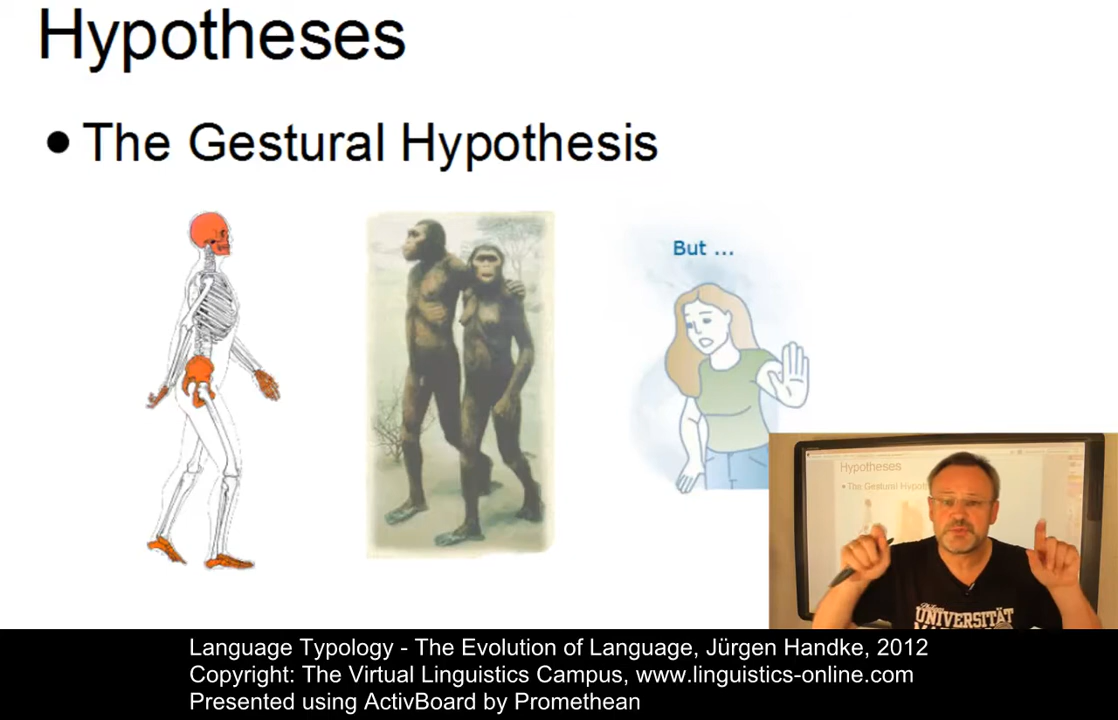 Hypotheses
• The Gestural Hypothesis
But ...
Hypotheses
• The Gestural Hypot
UNIVERSITÄT
Language Typology - The Evolution of Language, Jürgen Handke, 2012
Copyright: The Virtual Linguistics Campus, www.linguistics-online.com
Presented using ActivBoard by Promethean